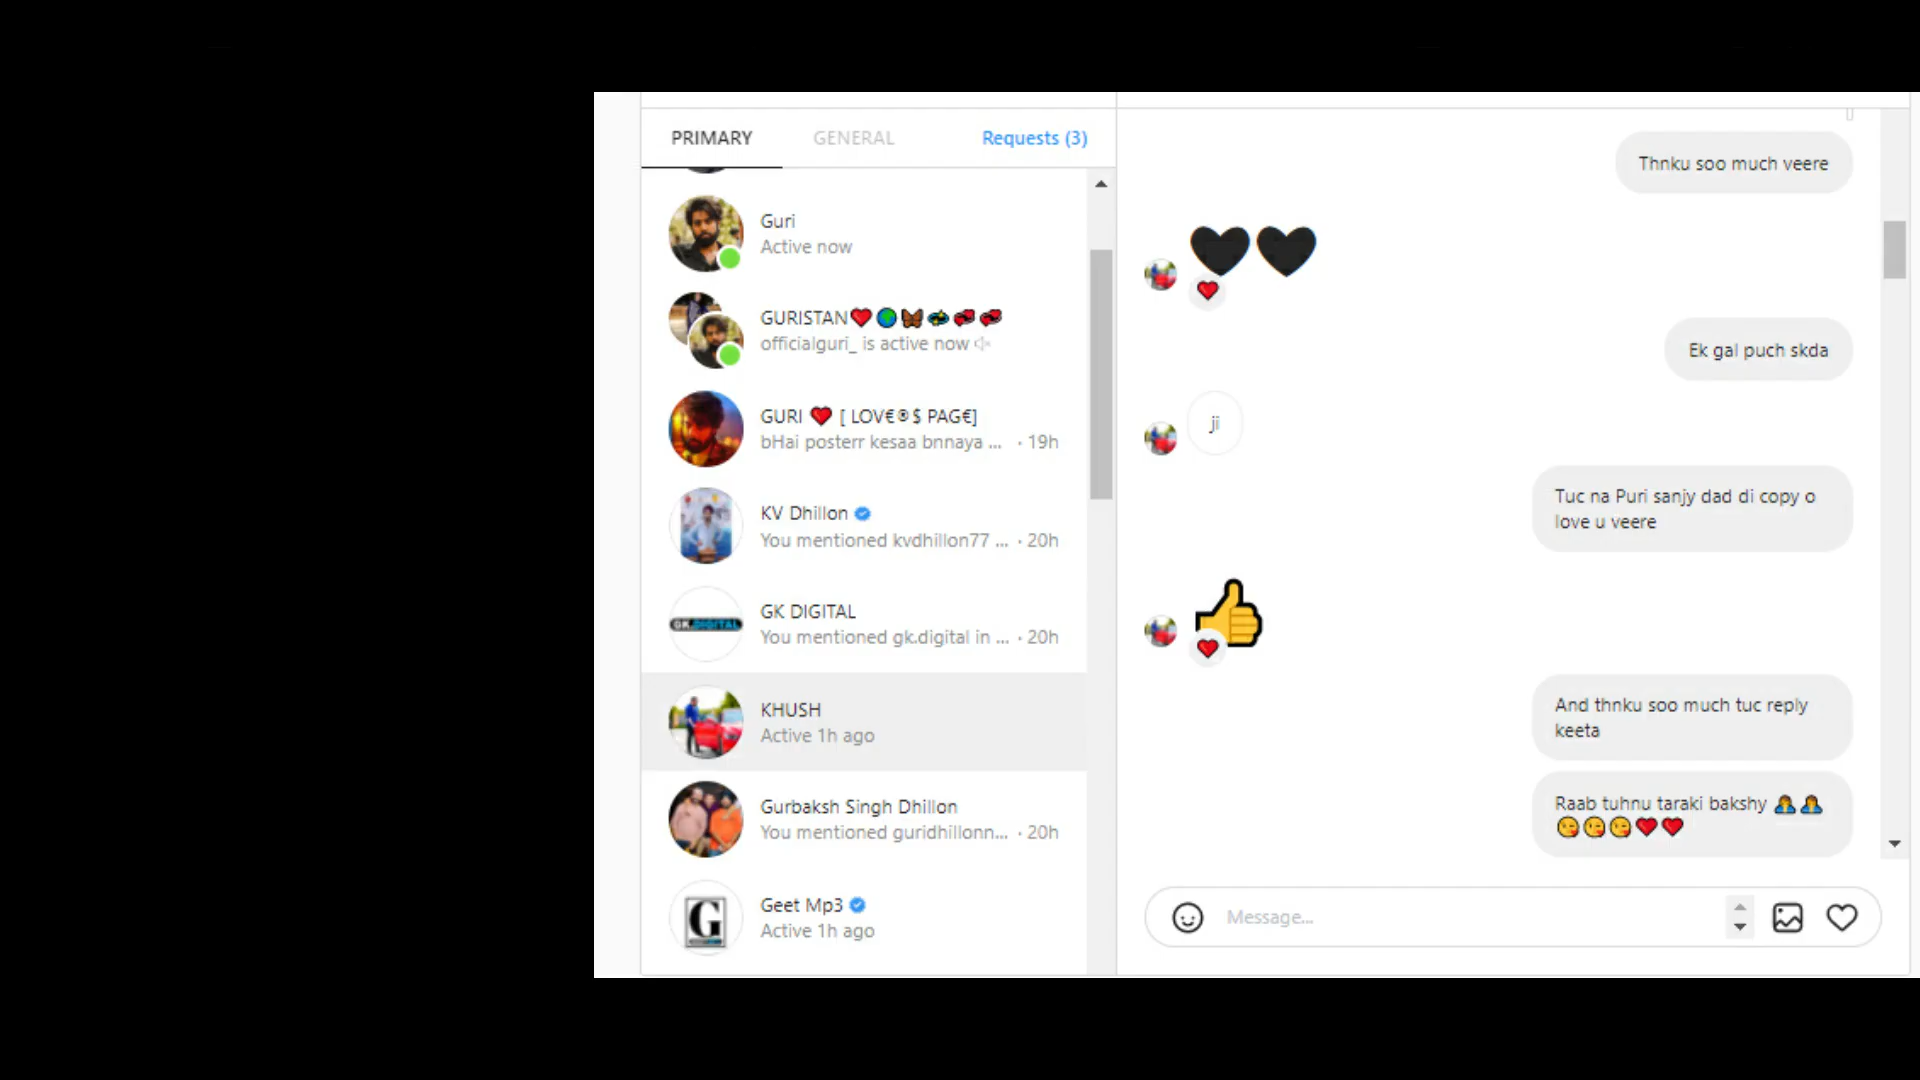 PRIMARY GENERAL Requests (3)
Guri
Active now
GURISTAN❤️🌍🦋💫💞💞
officialguri_ is active now
GURI ❤️ [ LOV€®$ PAG€]
bHai posterr kesaa bnnaya ... · 19h
KV Dhillon
You mentioned kvdhillon77 ... · 20h
GK DIGITAL
You mentioned gk.digital in ... · 20h
GK.DIGITAL
KHUSH
Active 1h ago
Gurbaksh Singh Dhillon
You mentioned guridhillonn... · 20h
G
Geet Mp3
Active 1h ago
Thnku soo much veere
🖤🖤
❤️
Ek gal puch skda
ji
Tuc na Puri sanjy dad di copy o
love u veere
👍
❤️
And thnku soo much tuc reply
keeta
Raab tuhnu taraki bakshy 🤦‍♂️🤦‍♂️
😘😘😘❤️❤️
Message...